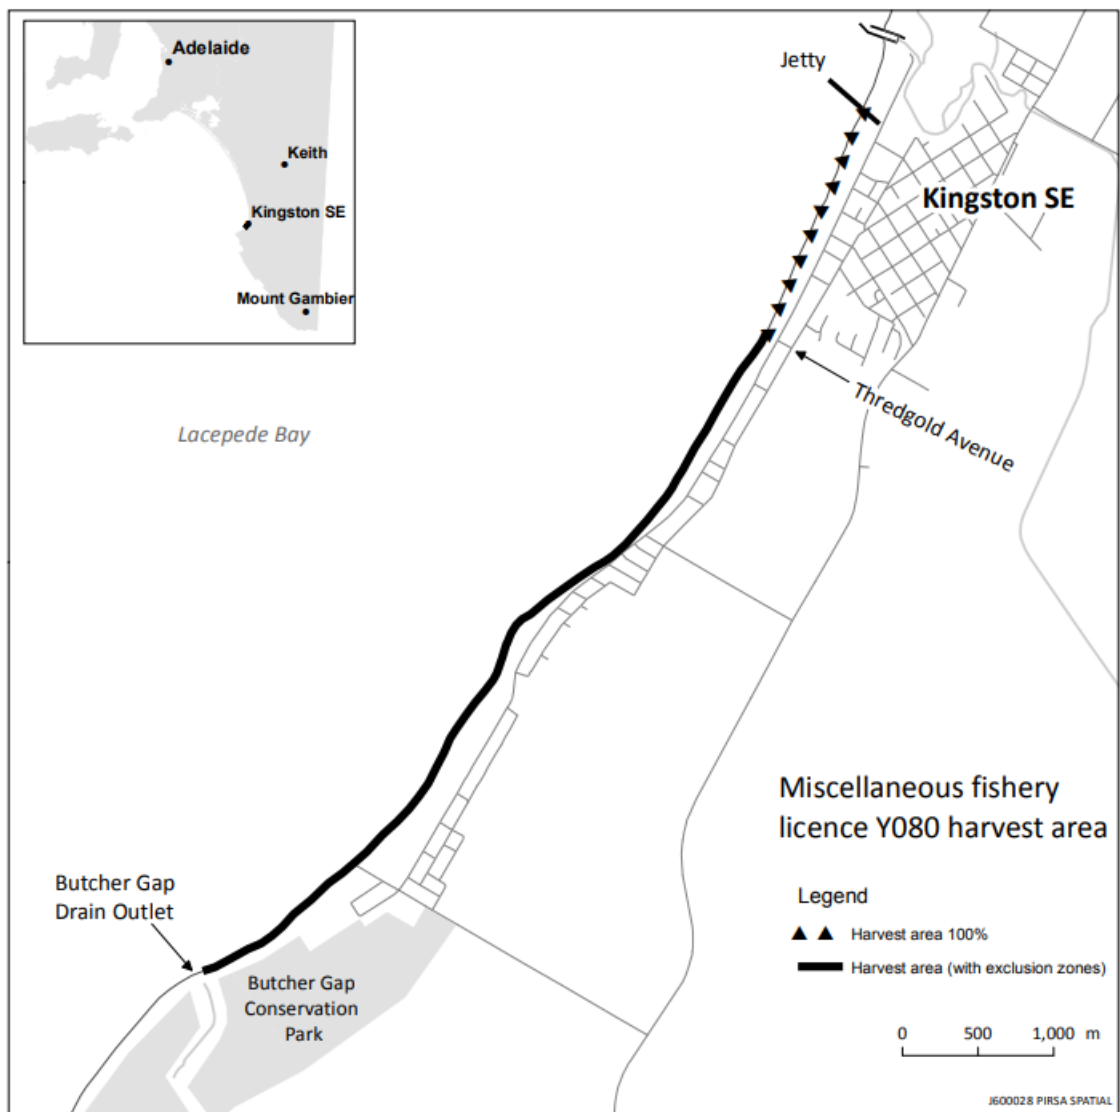 Adelaide
Keith
Kingston SE
Mount Gambier
Jetty
Kingston SE
Thredgold Avenue
Lacepede Bay
Miscellaneous fishery
licence Y080 harvest area
Legend
Harvest area 100%
Harvest area (with exclusion zones)
0 500 1,000 m
Butcher Gap
Drain Outlet
Butcher Gap
Conservation
Park
J600028 PIRSA SPATIAL